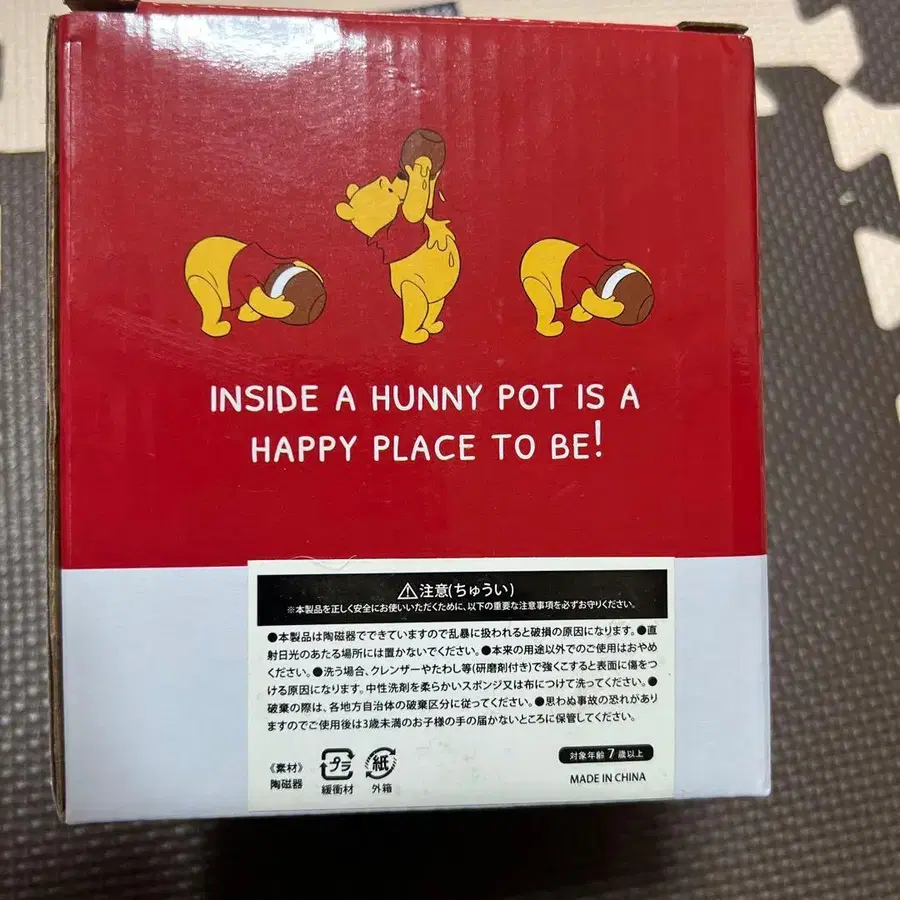 INSIDE A HUNNY POT IS A
HAPPY PLACE TO BE!
⚠注意(ちゅうい)
※本製品を正しく安全にお使いいただくために、以下の重要な注意事項を必ずお守りください。
●本製品は陶磁器でできていますので乱暴に扱われると破損の原因になります。●直
射日光のあたる場所には置かないでください。●本来の用途以外でのご使用はおやめ
ください。●洗う場合、クレンザーやたわし等(研磨剤付き)で強くこすると表面に傷をつ
ける原因になります。中性洗剤を柔らかいスポンジ又は布につけて洗ってください。●
破棄の際は、各地方自治体の破棄区分に従ってください。●思わぬ事故の恐れがあり
ますのでご使用後は3歳未満のお子様の手の届かないところに保管してください。
《素材》
陶磁器
プラ
緩衝材
紙
外箱
対象年齢7歳以上
MADE IN CHINA